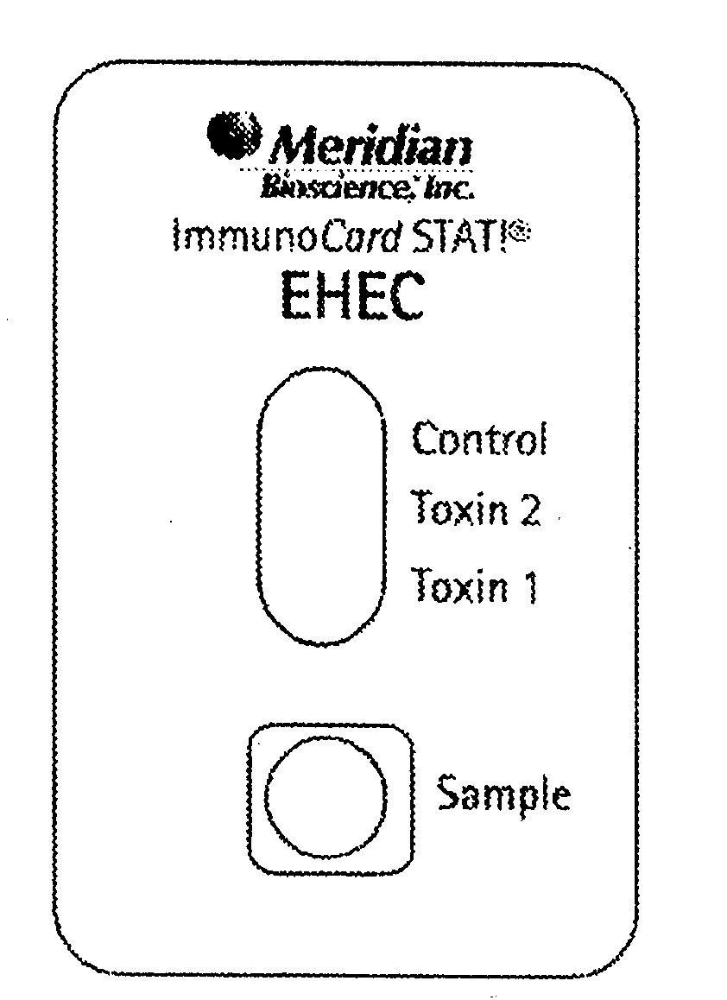 Meridian
Bioscience, Inc.
ImmunoCard STAT!®
EHEC
Control
Toxin 2
Toxin 1
Sample